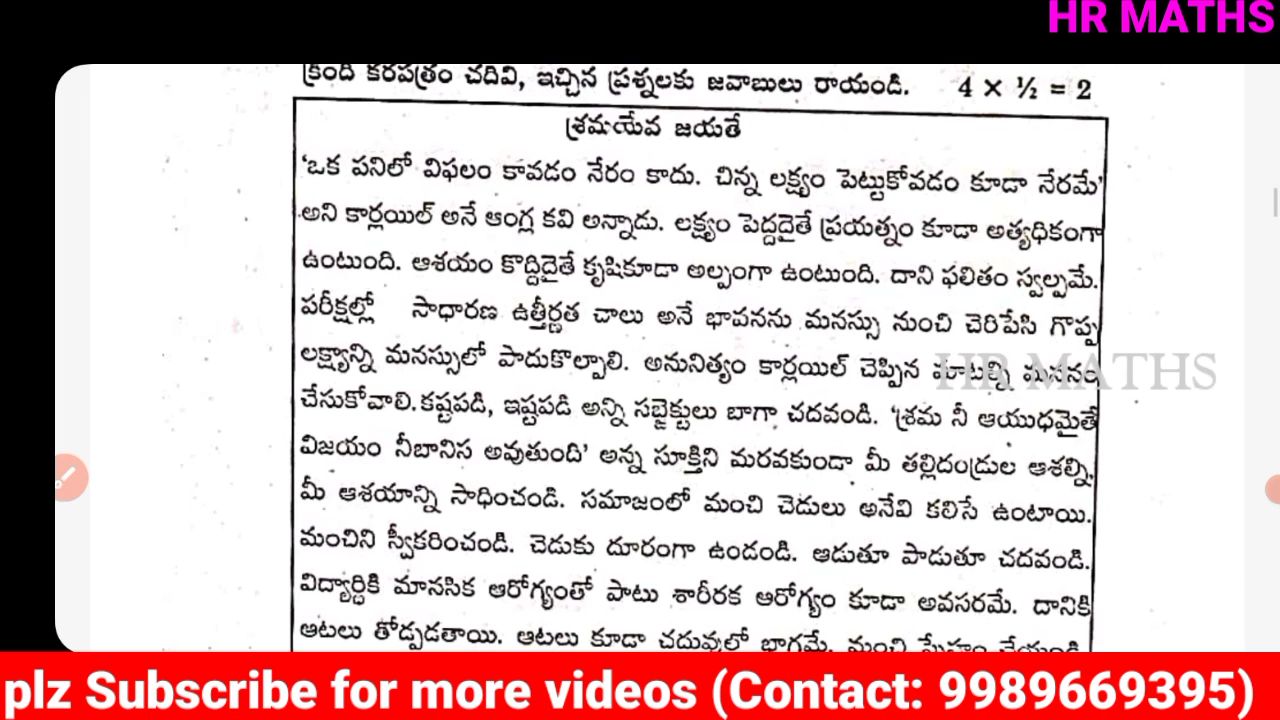 HR MATHS
క్రింది కరపత్రం చదివి, ఇచ్చిన ప్రశ్నలకు జవాబులు రాయండి. 4 × ½ = 2
శ్రమయేవ జయతే
'ఒక పనిలో విఫలం కావడం నేరం కాదు. చిన్న లక్ష్యం పెట్టుకోవడం కూడా నేరమే'
అని కార్లయిల్ అనే ఆంగ్ల కవి అన్నాడు. లక్ష్యం పెద్దదైతే ప్రయత్నం కూడా అత్యధికంగా
ఉంటుంది. ఆశయం కొద్దిదైతే కృషికూడా అల్పంగా ఉంటుంది. దాని ఫలితం స్వల్పమే.
పరీక్షల్లో సాధారణ ఉత్తీర్ణత చాలు అనే భావనను మనస్సు నుంచి చెరిపేసి గొప్ప
లక్ష్యాన్ని మనస్సులో పాదుకొల్పాలి. అనునిత్యం కార్లయిల్ చెప్పిన మాటల్ని మననం
HR MATHS
చేసుకోవాలి. కష్టపడి, ఇష్టపడి అన్ని సబ్జెక్టులు బాగా చదవండి. 'శ్రమ నీ ఆయుధమైతే
విజయం నీబానిస అవుతుంది' అన్న సూక్తిని మరవకుండా మీ తల్లిదండ్రుల ఆశల్ని,
మీ ఆశయాన్ని సాధించండి. సమాజంలో మంచి చెడులు అనేవి కలిసే ఉంటాయి.
మంచిని స్వీకరించండి. చెడుకు దూరంగా ఉండండి. ఆడుతూ పాడుతూ చదవండి.
విద్యార్థికి మానసిక ఆరోగ్యంతో పాటు శారీరక ఆరోగ్యం కూడా అవసరమే. దానికి
ఆటలు తోడ్పడతాయి. ఆటలు కూడా చదువులో భాగమే. మంచి స్నేహం చేయండి.
plz Subscribe for more videos (Contact: 9989669395)